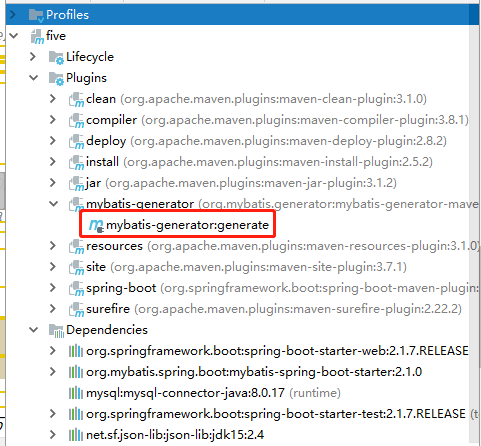 Profiles
five
Lifecycle
Plugins
clean (org.apache.maven.plugins:maven-clean-plugin:3.1.0)
compiler (org.apache.maven.plugins:maven-compiler-plugin:3.8.1)
deploy (org.apache.maven.plugins:maven-deploy-plugin:2.8.2)
install (org.apache.maven.plugins:maven-install-plugin:2.5.2)
jar (org.apache.maven.plugins:maven-jar-plugin:3.1.2)
mybatis-generator (org.mybatis.generator:mybatis-generator-mave
mybatis-generator:generate
resources (org.apache.maven.plugins:maven-resources-plugin:3.1.0)
site (org.apache.maven.plugins:maven-site-plugin:3.7.1)
spring-boot (org.springframework.boot:spring-boot-maven-plugin:
surefire (org.apache.maven.plugins:maven-surefire-plugin:2.22.2)
Dependencies
org.springframework.boot:spring-boot-starter-web:2.1.7.RELEASE
org.mybatis.spring.boot:mybatis-spring-boot-starter:2.1.0
mysql:mysql-connector-java:8.0.17 (runtime)
org.springframework.boot:spring-boot-starter-test:2.1.7.RELEASE (t
net.sf.json-lib:json-lib:jdk15:2.4